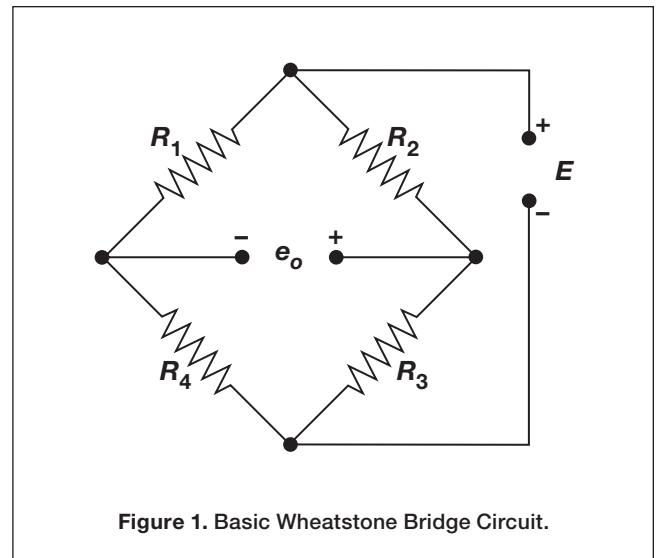 R1
R2
+
E
−
− eo +
R4
R3
Figure 1. Basic Wheatstone Bridge Circuit.